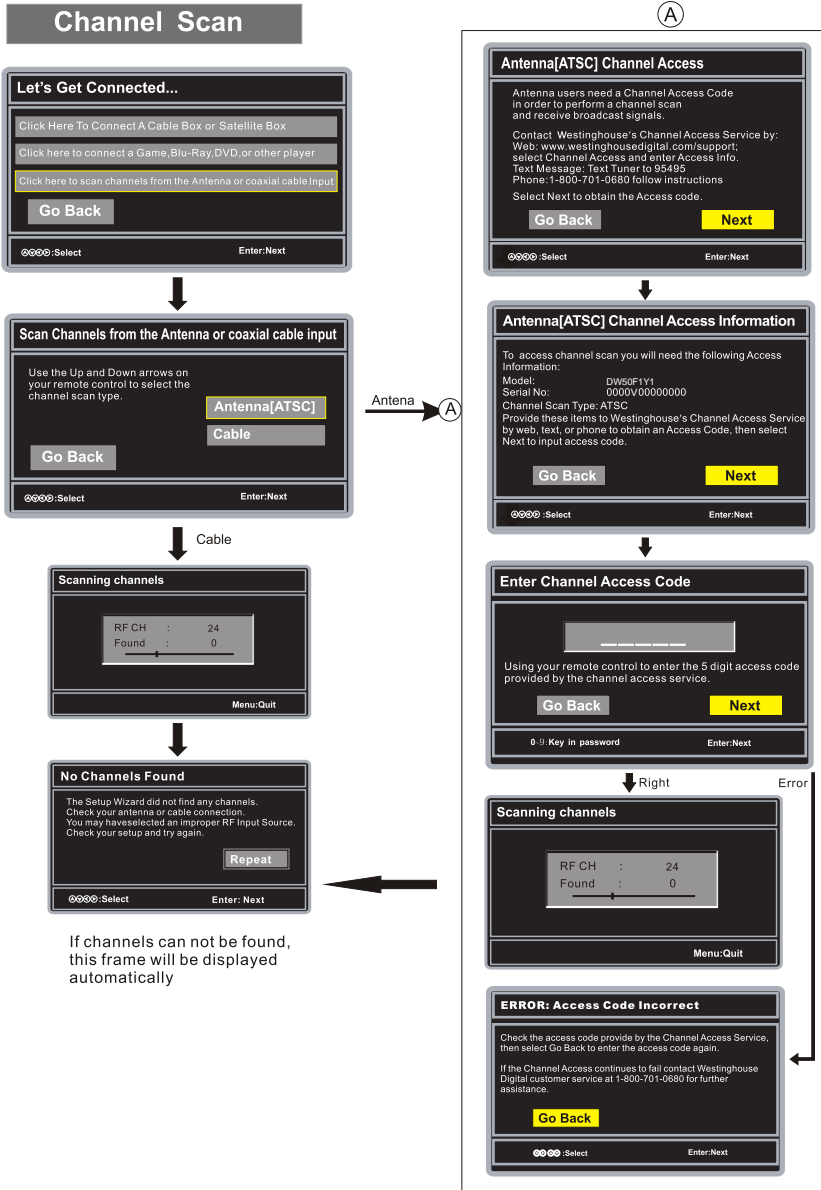 Channel Scan
Let's Get Connected...
Click Here To Connect A Cable Box or Satellite Box
Click here to connect a Game,Blu-Ray,DVD,or other player
Click here to scan channels from the Antenna or coaxial cable Input
Go Back
:Select Enter:Next
Scan Channels from the Antenna or coaxial cable input
Use the Up and Down arrows on
your remote control to select the
channel scan type.
Antenna[ATSC]
Cable
Go Back
:Select Enter:Next
Antena
A
Cable
Scanning channels
RF CH : 24
Found : 0
Menu:Quit
No Channels Found
The Setup Wizard did not find any channels.
Check your antenna or cable connection.
You may haveselected an improper RF Input Source.
Check your setup and try again.
Repeat
:Select Enter: Next
If channels can not be found,
this frame will be displayed
automatically
A
Antenna[ATSC] Channel Access
Antenna users need a Channel Access Code
in order to perform a channel scan
and receive broadcast signals.
Contact Westinghouse's Channel Access Service by:
Web: www.westinghousedigital.com/support;
select Channel Access and enter Access Info.
Text Message: Text Tuner to 95495
Phone:1-800-701-0680 follow instructions
Select Next to obtain the Access code.
Go Back Next
:Select Enter:Next
Antenna[ATSC] Channel Access Information
To access channel scan you will need the following Access
Information:
Model: DW50F1Y1
Serial No: 0000V00000000
Channel Scan Type: ATSC
Provide these items to Westinghouse's Channel Access Service
by web, text, or phone to obtain an Access Code, then select
Next to input access code.
Go Back Next
:Select Enter:Next
Enter Channel Access Code
_ _ _ _ _
Using your remote control to enter the 5 digit access code
provided by the channel access service.
Go Back Next
0~9:Key in password Enter:Next
Right Error
Scanning channels
RF CH : 24
Found : 0
Menu:Quit
ERROR: Access Code Incorrect
Check the access code provide by the Channel Access Service,
then select Go Back to enter the access code again.
If the Channel Access continues to fail contact Westinghouse
Digital customer service at 1-800-701-0680 for further
assistance.
Go Back
:Select Enter:Next